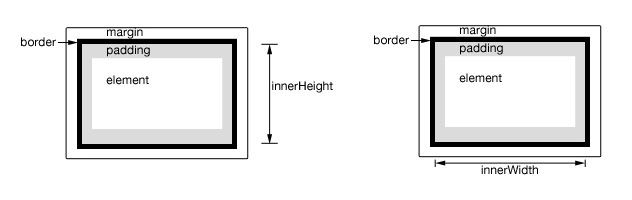 margin
border
padding
element
innerHeight
margin
border
padding
element
innerWidth